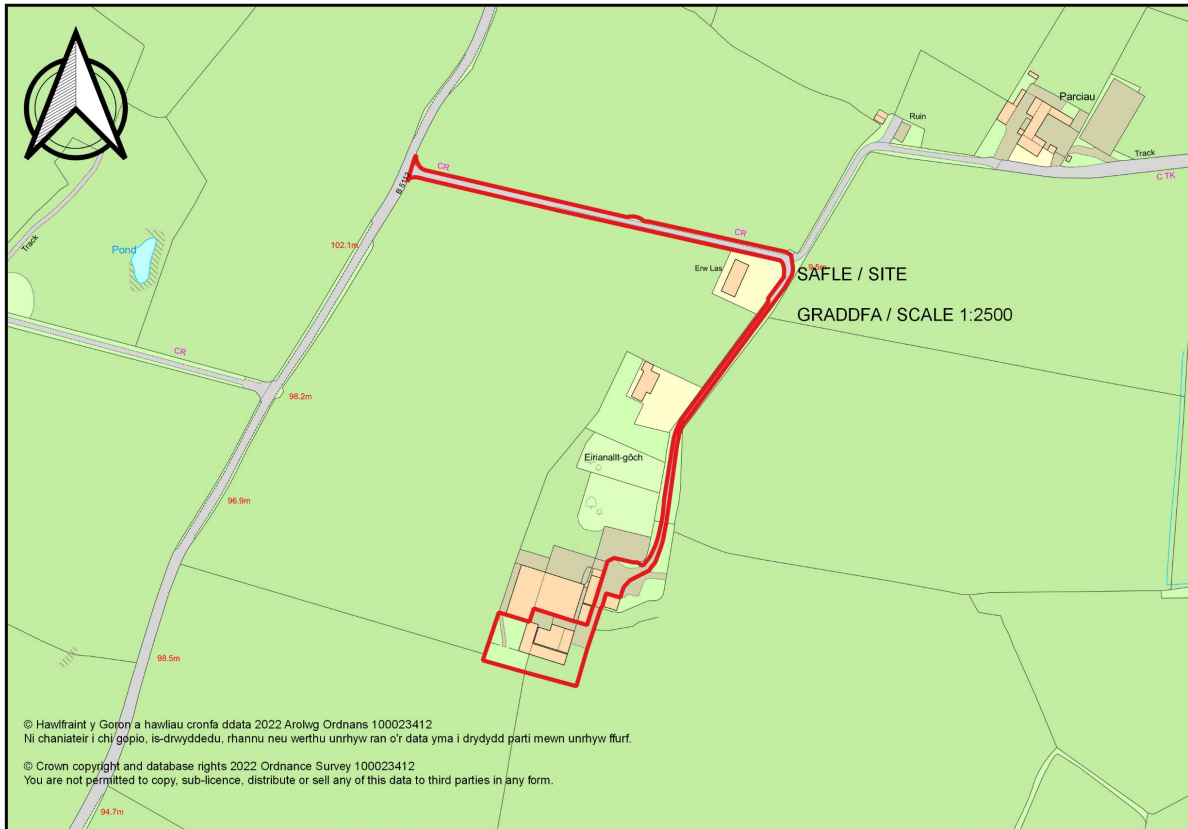 Parciau
Ruin
Track
C TK
CR
B 5112
Track
Pond
102.1m
CR
Erw Las
SAFLE / SITE
GRADDFA / SCALE 1:2500
CR
98.2m
Eirianallt-gôch
96.9m
98.5m
© Hawlfraint y Goron a hawliau cronfa ddata 2022 Arolwg Ordnans 100023412
Ni chaniateir i chi gopio, is-drwyddedu, rhannu neu werthu unrhyw ran o'r data yma i drydydd parti mewn unrhyw ffurf.
© Crown copyright and database rights 2022 Ordnance Survey 100023412
You are not permitted to copy, sub-licence, distribute or sell any of this data to third parties in any form.
94.7m